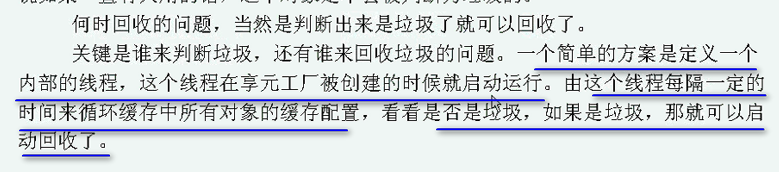 何时回收的问题，当然是判断出来是垃圾了就可以回收了。
关键是谁来判断垃圾，还有谁来回收垃圾的问题。一个简单的方案是定义一个
内部的线程，这个线程在享元工厂被创建的时候就启动运行。由这个线程每隔一定的
时间来循环缓存中所有对象的缓存配置，看看是否是垃圾，如果是垃圾，那就可以启
动回收了。